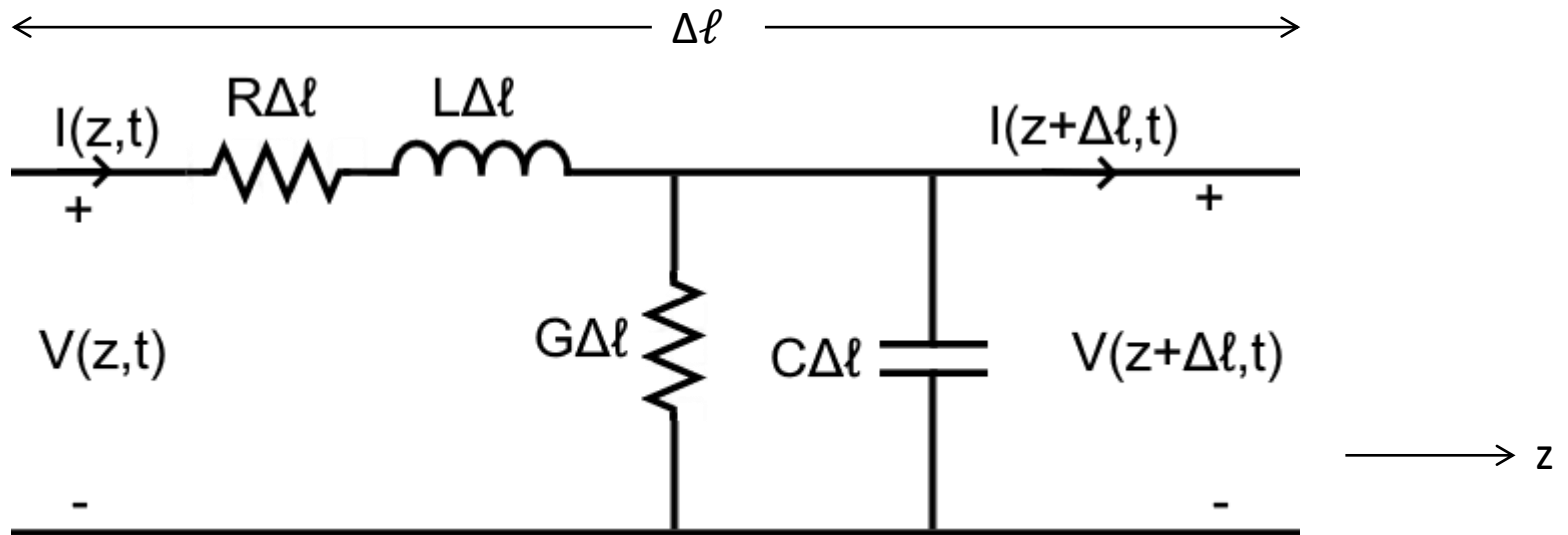 Δℓ
RΔℓ
LΔℓ
I(z,t)
I(z+Δℓ,t)
+
+
GΔℓ
CΔℓ
V(z,t)
V(z+Δℓ,t)
z
-
-